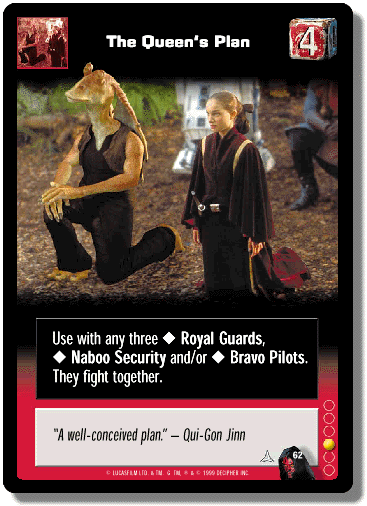 The Queen's Plan
4
Use with any three ◆ Royal Guards,
◆ Naboo Security and/or ◆ Bravo Pilots.
They fight together.
"A well-conceived plan." – Qui-Gon Jinn
62
© LUCASFILM LTD. & TM. G TM, ® & © 1999 DECIPHER INC.